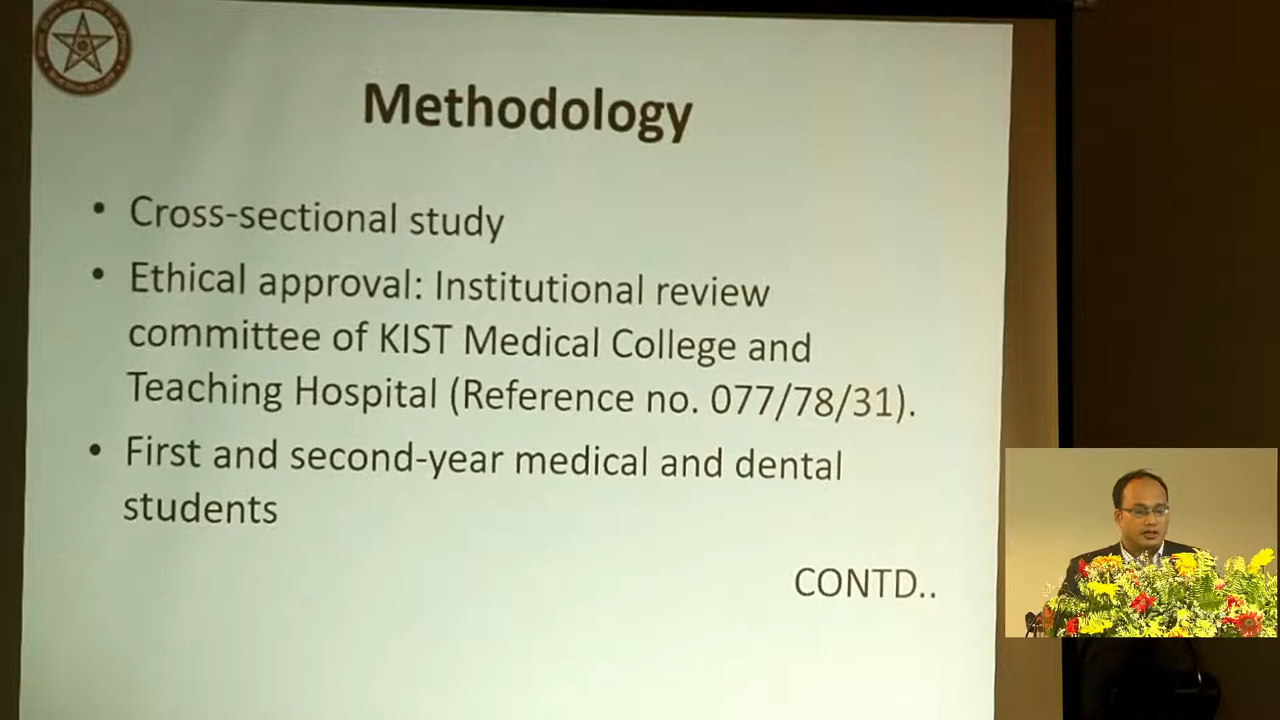 Methodology
• Cross-sectional study
• Ethical approval: Institutional review
committee of KIST Medical College and
Teaching Hospital (Reference no. 077/78/31).
• First and second-year medical and dental
students
CONTD..